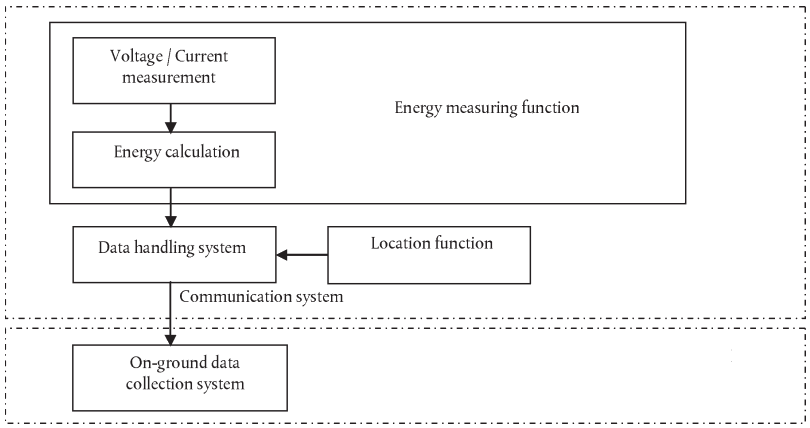 Voltage / Current
measurement
Energy measuring function
Energy calculation
Data handling system
Location function
Communication system
On-ground data
collection system